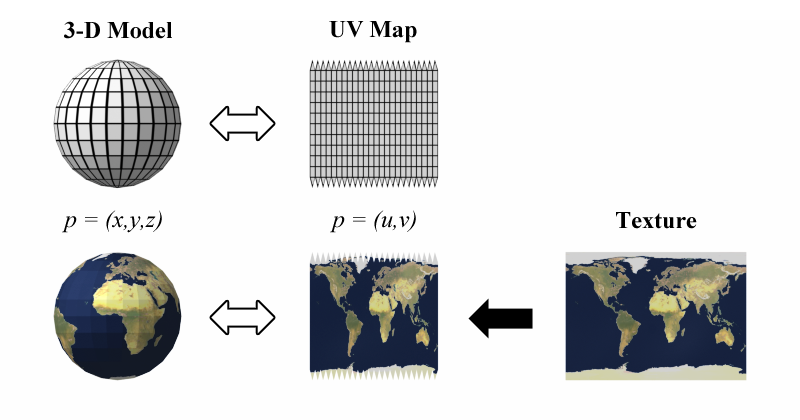 3-D Model
UV Map
p = (x,y,z)
p = (u,v)
Texture